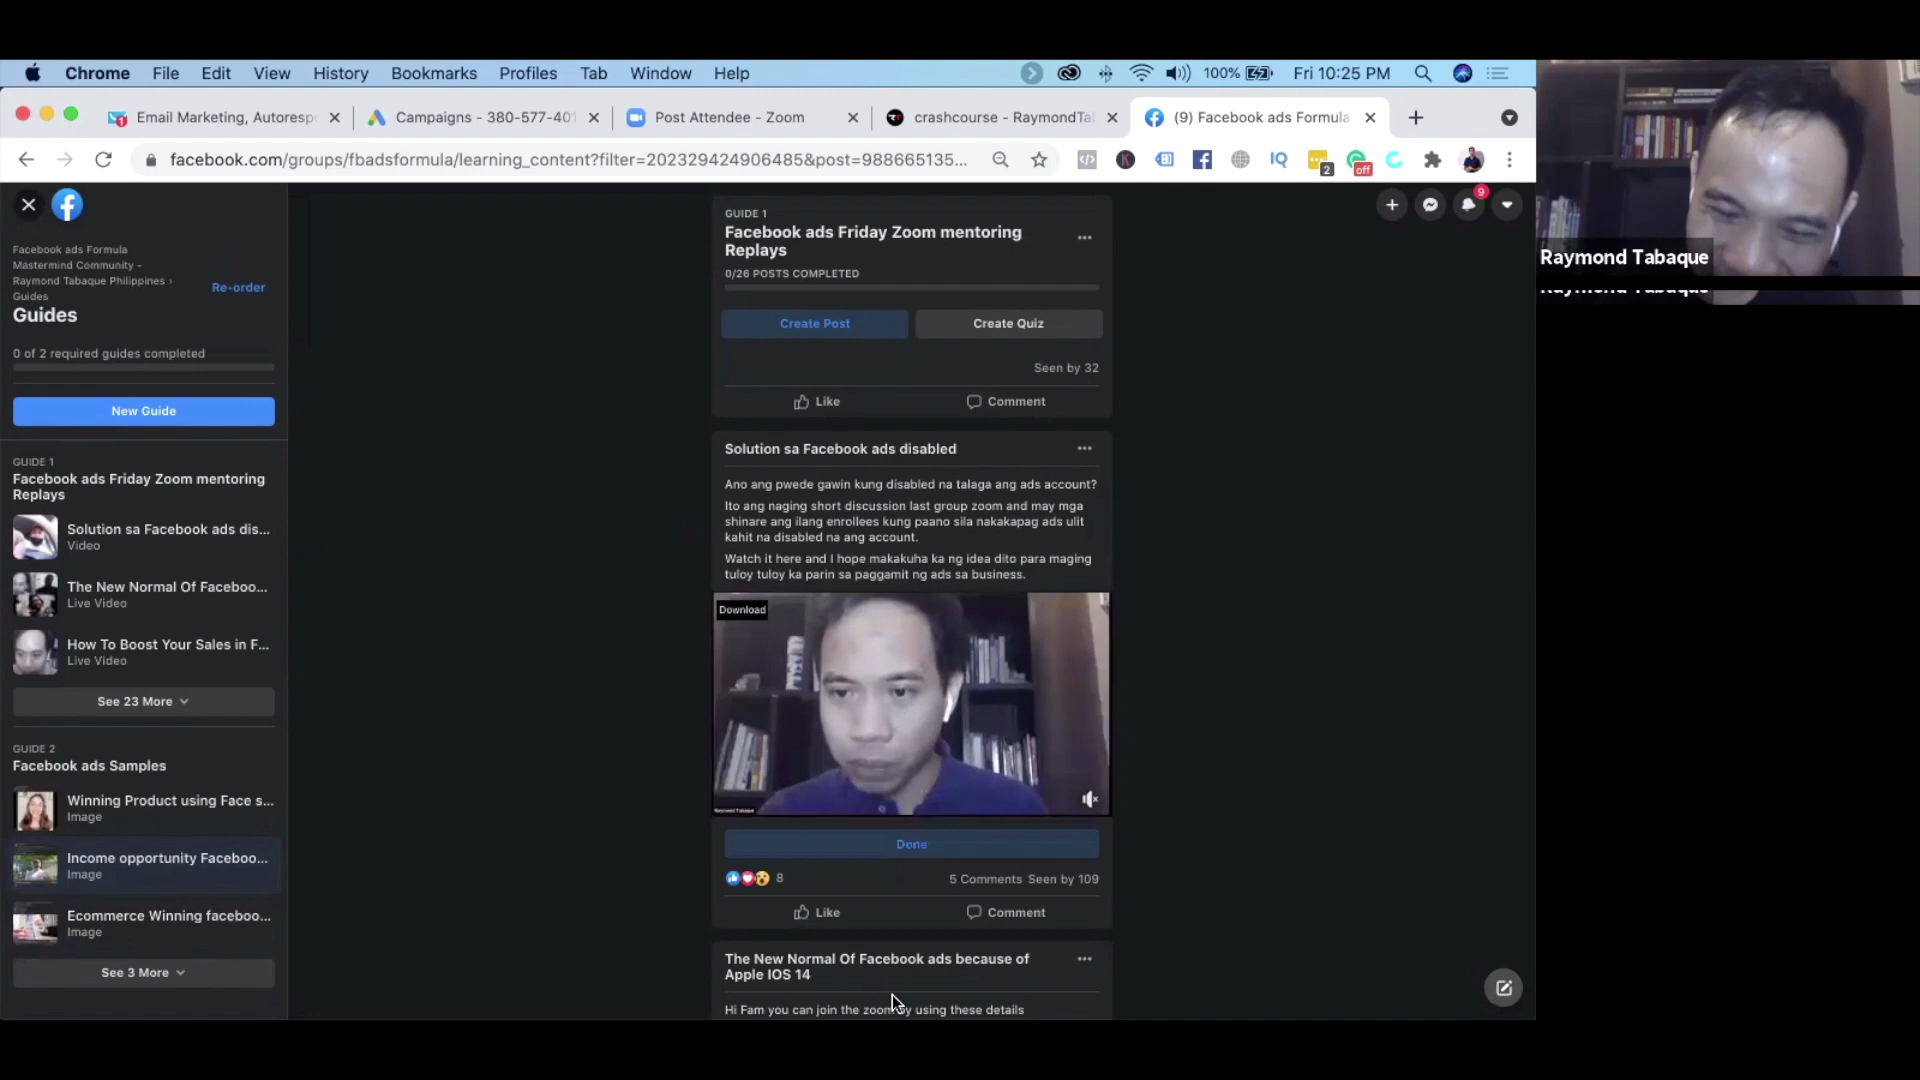 Chrome File Edit View History Bookmarks Profiles Tab Window Help 100% Fri 10:25 PM
Email Marketing, Autoresp
Campaigns - 380-577-401
Post Attendee - Zoom
crashcourse - RaymondTa
(9) Facebook ads Formula
facebook.com/groups/fbadsformula/learning_content?filter=202329424906485&post=988665135...
IQ
2
off
9
Raymond Tabaque
Raymond Tabaque
Facebook ads Formula
Mastermind Community -
Raymond Tabaque Philippines ›
Guides
Re-order
Guides
0 of 2 required guides completed
New Guide
GUIDE 1
Facebook ads Friday Zoom mentoring
Replays
Solution sa Facebook ads dis...
Video
The New Normal Of Faceboo...
Live Video
How To Boost Your Sales in F...
Live Video
See 23 More
GUIDE 2
Facebook ads Samples
Winning Product using Face s...
Image
Income opportunity Faceboo...
Image
Ecommerce Winning faceboo...
Image
See 3 More
GUIDE 1
Facebook ads Friday Zoom mentoring
Replays
0/26 POSTS COMPLETED
Create Post
Create Quiz
Seen by 32
Like
Comment
Solution sa Facebook ads disabled
Ano ang pwede gawin kung disabled na talaga ang ads account?
Ito ang naging short discussion last group zoom and may mga
shinare ang ilang enrollees kung paano sila nakakapag ads ulit
kahit na disabled na ang account.
Watch it here and I hope makakuha ka ng idea dito para maging
tuloy tuloy ka parin sa paggamit ng ads sa business.
Download
Raymond Tabaque
Done
8
5 Comments Seen by 109
Like
Comment
The New Normal Of Facebook ads because of
Apple IOS 14
Hi Fam you can join the zoom by using these details